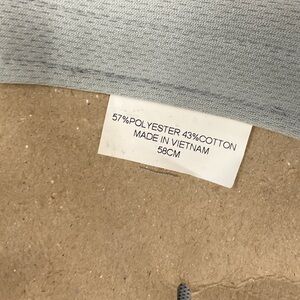 57%POLYESTER 43%COTTON
MADE IN VIETNAM
58CM